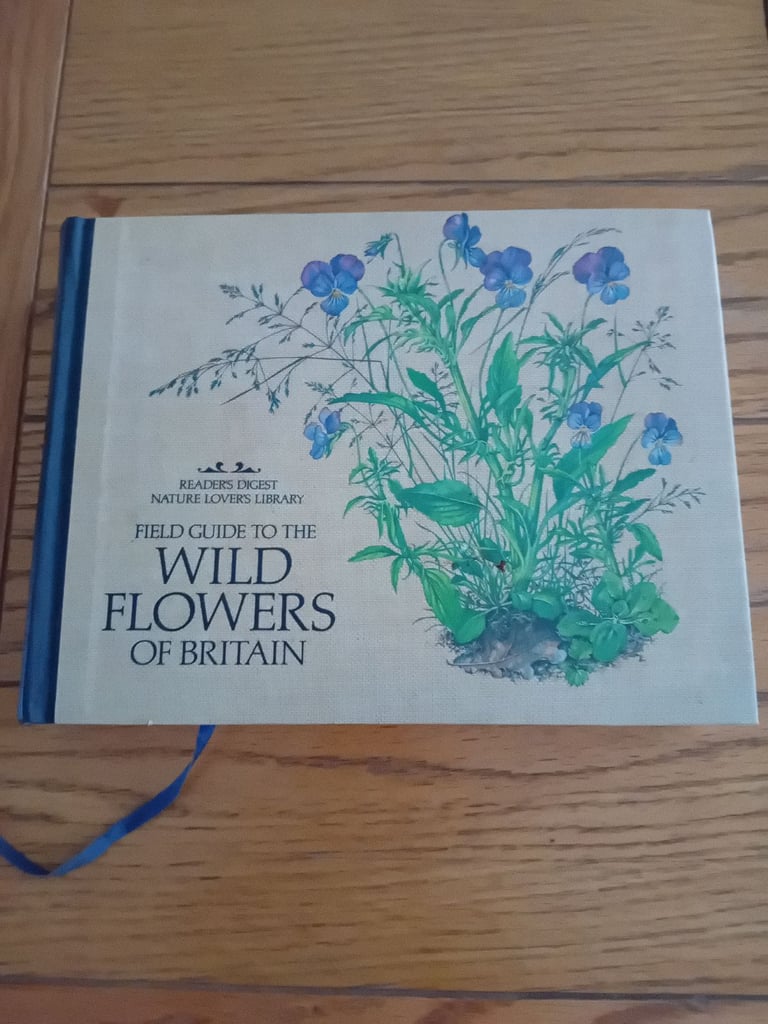 READER'S DIGEST
NATURE LOVER'S LIBRARY
FIELD GUIDE TO THE
WILD
FLOWERS
OF BRITAIN